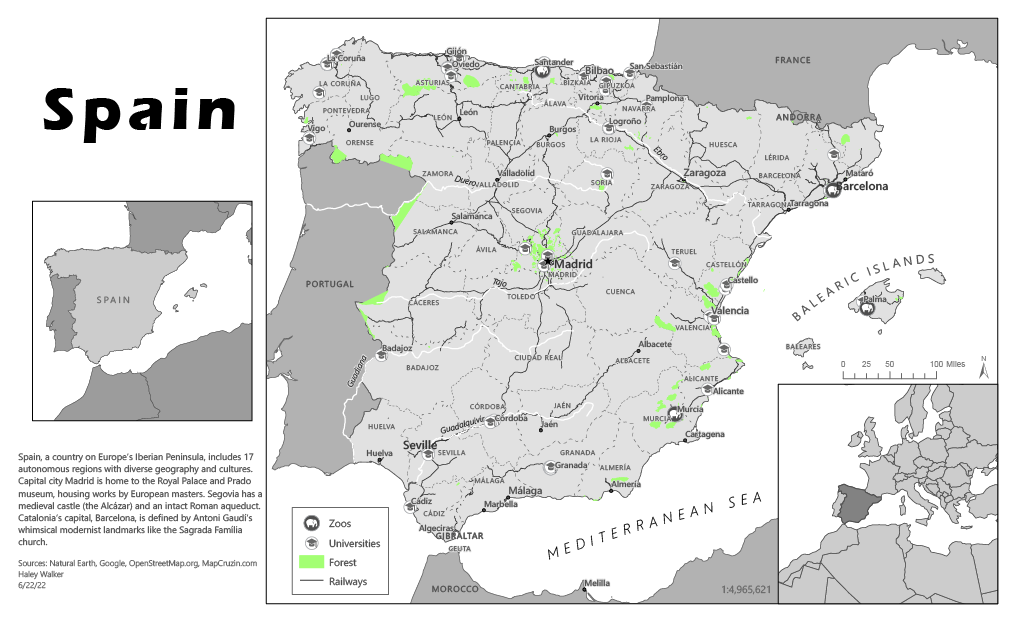 Spain
SPAIN
Spain, a country on Europe's Iberian Peninsula, includes 17
autonomous regions with diverse geography and cultures.
Capital city Madrid is home to the Royal Palace and Prado
museum, housing works by European masters. Segovia has a
medieval castle (the Alcázar) and an intact Roman aqueduct.
Catalonia's capital, Barcelona, is defined by Antoni Gaudí's
whimsical modernist landmarks like the Sagrada Família
church.
Sources: Natural Earth, Google, OpenStreetMap.org, MapCruzin.com
Haley Walker
6/22/22
FRANCE
Gijón
La Coruña
Oviedo
Santander
Bilbao
San Sebastián
LA CORUÑA
ASTURIAS
CANTABRIA
BIZKAIA
GIPUZKOA
LUGO
ÁLAVA
Vitoria
Pamplona
PONTEVEDRA
LEÓN
León
NAVARRA
ANDORRA
Vigo
Ourense
Logroño
Burgos
ORENSE
PALENCIA
BURGOS
LA RIOJA
Ebro
HUESCA
LÉRIDA
ZAMORA
Valladolid
Zaragoza
BARCELONA
Mataró
Duero
VALLADOLID
SORIA
ZARAGOZA
Barcelona
TARRAGONA
Tarragona
Salamanca
SEGOVIA
SALAMANCA
GUADALAJARA
ÁVILA
TERUEL
Madrid
MADRID
CASTELLÓN
BALEARIC ISLANDS
PORTUGAL
Tajo
Castello
CÁCERES
TOLEDO
CUENCA
Palma
Valencia
VALENCIA
Badajoz
Albacete
BALEARES
Guadiana
BADAJOZ
CIUDAD REAL
ALBACETE
0 25 50 100 Miles
N
ALICANTE
Alicante
CÓRDOBA
JAÉN
Murcia
HUELVA
Guadalquivir
Córdoba
Jaén
MURCIA
Cartagena
Seville
Huelva
SEVILLA
GRANADA
Granada
ALMERÍA
MÁLAGA
Almería
Málaga
Cádiz
Marbella
CÁDIZ
Algeciras
GIBRALTAR
CEUTA
MEDITERRANEAN SEA
MOROCCO
Melilla
1:4,965,621
Zoos
Universities
Forest
Railways